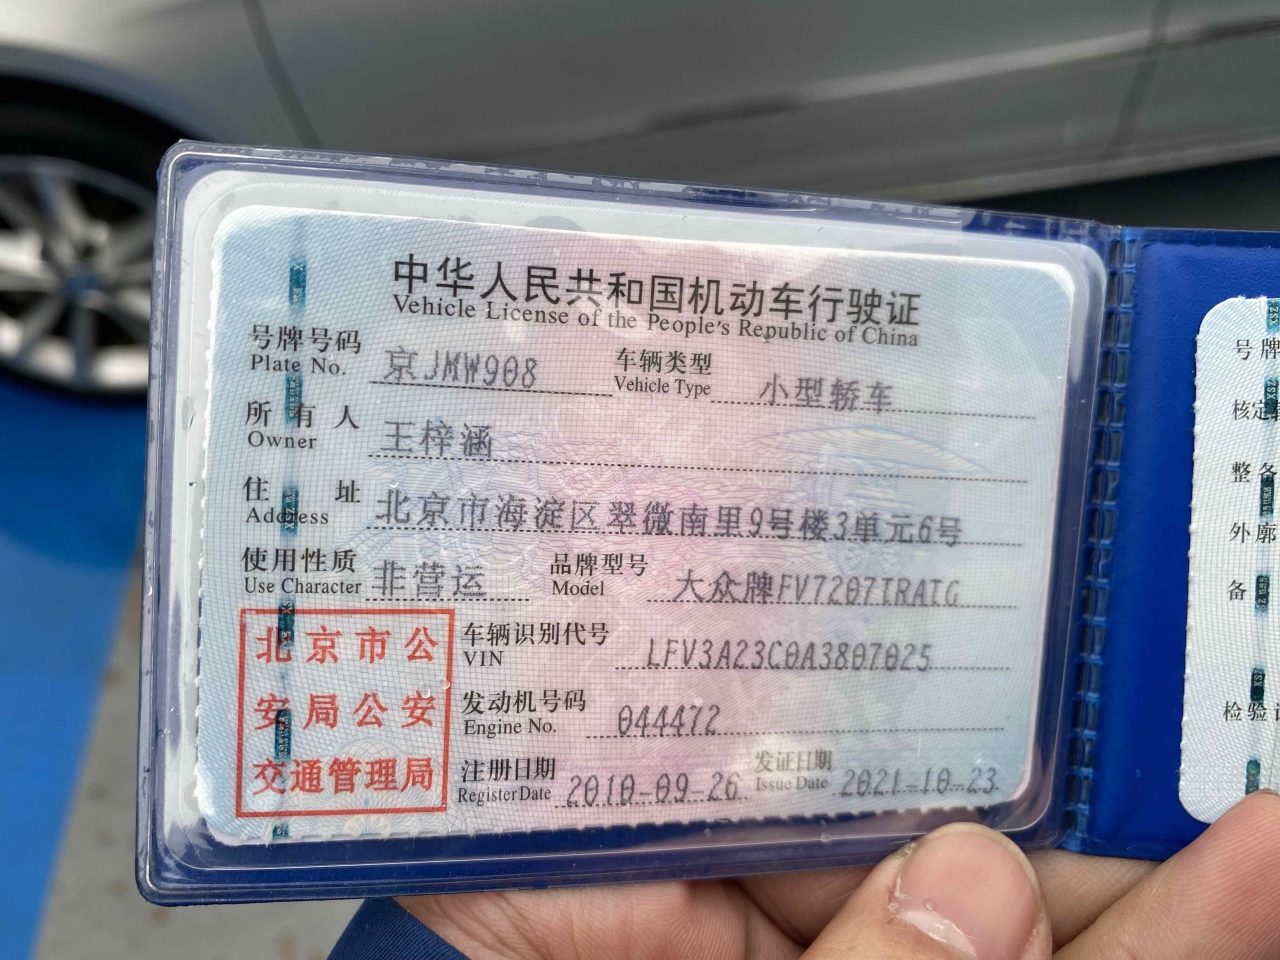 中华人民共和国机动车行驶证
Vehicle License of the People's Republic of China
号牌号码 京JMW908 车辆类型 小型轿车
Plate No. Vehicle Type
所有人 王梓涵
Owner
住址 北京市海淀区翠微南里9号楼3单元6号
Address
使用性质 非营运 品牌型号 大众牌FV7207TRATG
Use Character Model
北京市公
安局公安
交通管理局
车辆识别代号 LFV3A23C0A3807025
VIN
发动机号码 044472
Engine No.
注册日期 2010-09-26 发证日期 2021-10-23
Register Date Issue Date
号牌
核定
整备
外廓
备
检验